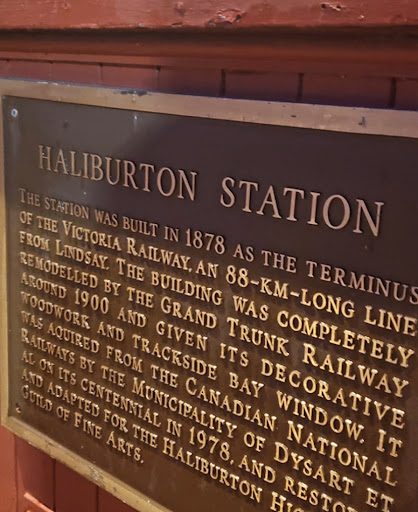 HALIBURTON STATION
THE STATION WAS BUILT IN 1878 AS THE TERMINUS
OF THE VICTORIA RAILWAY, AN 88-KM-LONG LINE
FROM LINDSAY. THE BUILDING WAS COMPLETELY
REMODELLED BY THE GRAND TRUNK RAILWAY
AROUND 1900 AND GIVEN ITS DECORATIVE
WOODWORK AND TRACKSIDE BAY WINDOW. IT
WAS AQUIRED FROM THE CANADIAN NATIONAL
RAILWAYS BY THE MUNICIPALITY OF DYSART ET
AL ON ITS CENTENNIAL IN 1978, AND
AND ADAPTED FOR THE HALIBURTON
GUILD OF FINE ARTS.